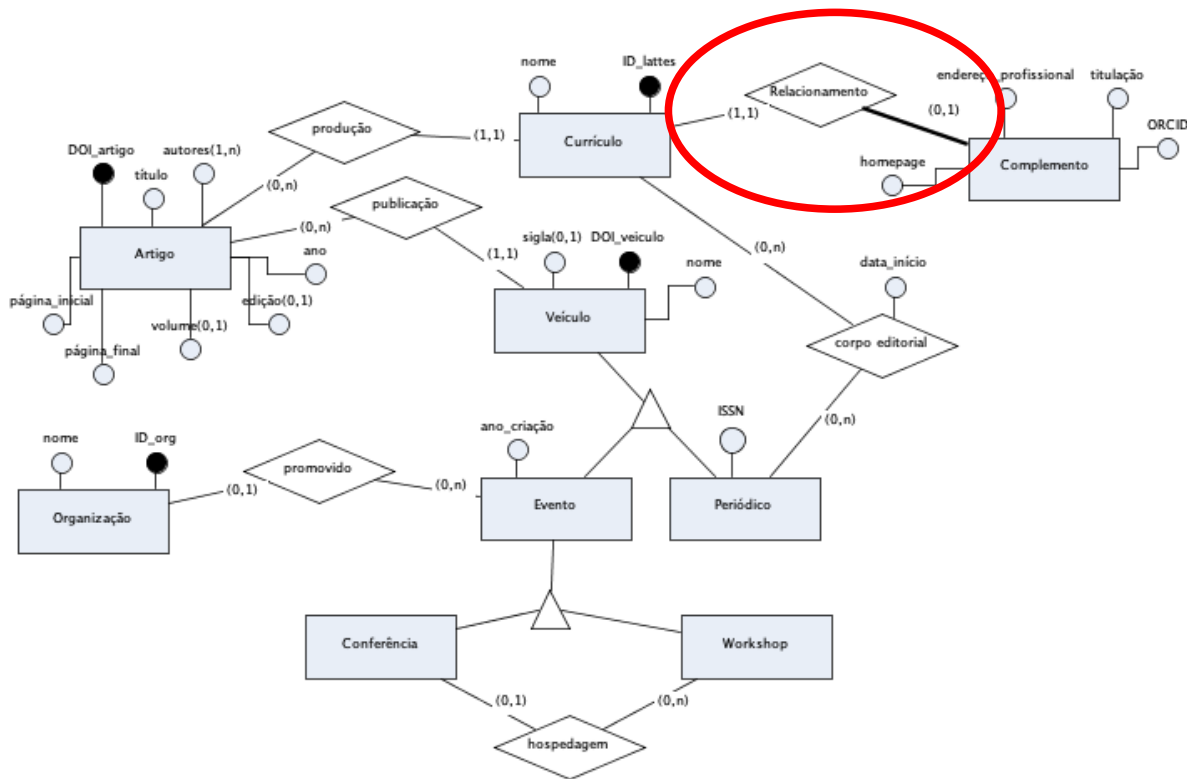 nome
ID_lattes
Relacionamento
endereço_profissional
titulação
(1,1)
(0,1)
ORCID
Currículo
Complemento
homepage
produção
(1,1)
DOI_artigo
autores(1,n)
título
(0,n)
publicação
(0,n)
Artigo
ano
(1,1)
página_inicial
edição(0,1)
volume(0,1)
página_final
sigla(0,1)
DOI_veiculo
nome
Veículo
(0,n)
data_início
corpo editorial
(0,n)
nome
ID_org
promovido
(0,1)
(0,n)
Organização
ano_criação
ISSN
Evento
Periódico
Conferência
Workshop
(0,1)
(0,n)
hospedagem